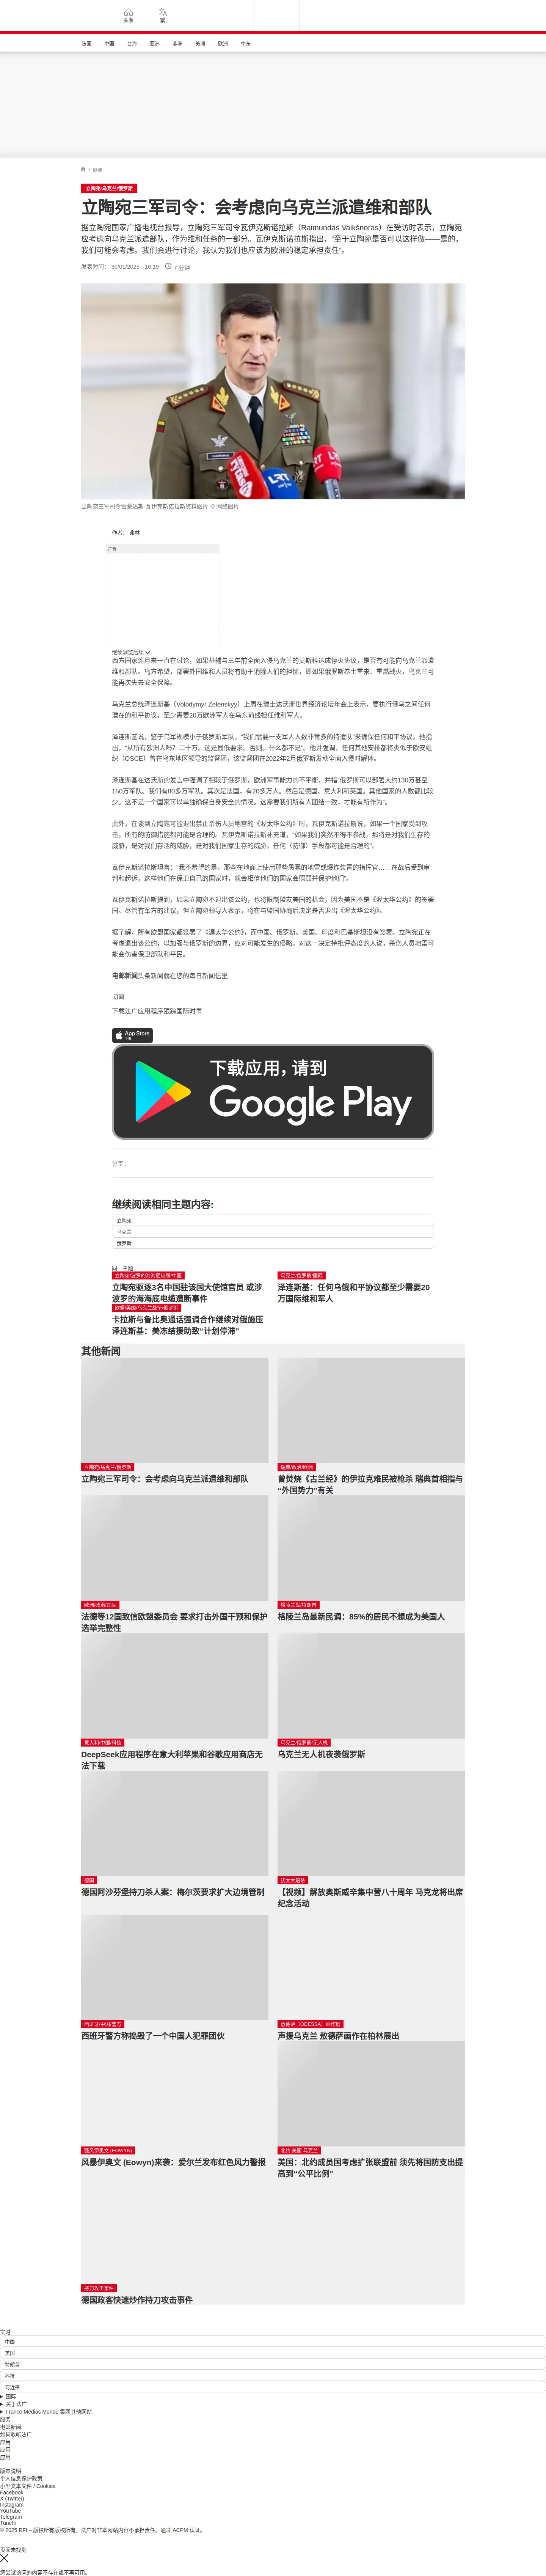 头条
繁
法国
中国
台海
亚洲
非洲
美洲
欧洲
中东
/ 欧洲
立陶宛/乌克兰/俄罗斯
立陶宛三军司令：会考虑向乌克兰派遣维和部队
据立陶宛国家广播电视台报导，立陶宛三军司令瓦伊克斯诺拉斯（Raimundas Vaikšnoras）在受访时表示，立陶宛
应考虑向乌克兰派遣部队，作为维和任务的一部分。瓦伊克斯诺拉斯指出，“至于立陶宛是否可以这样做——是的，
我们可能会考虑。我们会进行讨论，我认为我们也应该为欧洲的稳定承担责任”。
发表时间： 30/01/2025 - 16:19
7 分钟
立陶宛三军司令雷蒙达斯·瓦伊克斯诺拉斯资料图片 © 网络图片
作者： 弗林
广告
继续浏览后续
西方国家连月来一直在讨论，如果基辅与三年前全面入侵乌克兰的莫斯科达成停火协议，是否有可能向乌克兰派遣
维和部队。乌方希望，部署外国维和人员将有助于消除人们的担忧，即如果俄罗斯卷土重来、重燃战火，乌克兰可
能再次失去安全保障。
乌克兰总统泽连斯基（Volodymyr Zelenskyy）上周在瑞士达沃斯世界经济论坛年会上表示，要执行俄乌之间任何
潜在的和平协议，至少需要20万欧洲军人在乌东前线担任维和军人。
泽连斯基说，鉴于乌军规模小于俄罗斯军队，“我们需要一支军人人数非常多的特遣队”来确保任何和平协议。他指
出，“从所有欧洲人吗？二十万。这是最低要求。否则，什么都不是”。他并强调，任何其他安排都将类似于欧安组
织（OSCE）曾在乌东地区领导的监督团，该监督团在2022年2月俄罗斯发动全面入侵时解体。
泽连斯基在达沃斯的发言中强调了相较于俄罗斯，欧洲军事能力的不平衡，并指“俄罗斯可以部署大约130万甚至
150万军队。我们有80多万军队。其次是法国，有20多万人。然后是德国、意大利和英国。其他国家的人数都比较
少。这不是一个国家可以单独确保自身安全的情况。这需要我们所有人团结一致，才能有所作为”。
此外，在谈到立陶宛可能退出禁止杀伤人员地雷的《渥太华公约》时，瓦伊克斯诺拉斯说，如果一个国家受到攻
击，所有的防御措施都可能是合理的。瓦伊克斯诺拉斯补充道，“如果我们突然不得不参战，那将是对我们生存的
威胁，是对我们存活的威胁，是对我们国家生存的威胁。任何（防御）手段都可能是合理的”。
瓦伊克斯诺拉斯坦言：“我不希望的是，那些在地面上使用那些愚蠢的地雷或爆炸装置的指挥官……在战后受到审
判和起诉，这样他们在保卫自己的国家时，就会相信他们的国家会照顾并保护他们”。
瓦伊克斯诺拉斯提到，如果立陶宛不退出该公约，也将限制盟友美国的机会，因为美国不是《渥太华公约》的签署
国。尽管有军方的建议，但立陶宛领导人表示，将在与盟国协商后决定是否退出《渥太华公约》。
据了解，所有欧盟国家都签署了《渥太华公约》，而中国、俄罗斯、美国、印度和巴基斯坦没有签署。立陶宛正在
考虑退出该公约，以加强与俄罗斯的边界，应对可能发生的侵略。对这一决定持批评态度的人说，杀伤人员地雷可
能会伤害保卫部队和平民。
电邮新闻头条新闻就在您的每日新闻信里
订阅
下载法广应用程序跟踪国际时事
App Store
下载
下载应用，请到
Google Play
分享 :
继续阅读相同主题内容:
立陶宛
乌克兰
俄罗斯
同一主题
立陶宛/波罗的海海底电缆/中国
立陶宛驱逐3名中国驻该国大使馆官员 或涉
波罗的海海底电缆遭断事件
乌克兰/俄罗斯/国际
泽连斯基：任何乌俄和平协议都至少需要20
万国际维和军人
欧盟/美国/乌克兰战争/俄罗斯
卡拉斯与鲁比奥通话强调合作继续对俄施压
泽连斯基：美冻结援助致“计划停滞”
其他新闻
立陶宛/乌克兰/俄罗斯
立陶宛三军司令：会考虑向乌克兰派遣维和部队
瑞典/政治/欧洲
曾焚烧《古兰经》的伊拉克难民被枪杀 瑞典首相指与
“外国势力”有关
欧洲/政治/国际
法德等12国致信欧盟委员会 要求打击外国干预和保护
选举完整性
格陵兰岛/特朗普
格陵兰岛最新民调：85%的居民不想成为美国人
意大利/中国/科技
DeepSeek应用程序在意大利苹果和谷歌应用商店无
法下载
乌克兰/俄罗斯/无人机
乌克兰无人机夜袭俄罗斯
德国
德国阿沙芬堡持刀杀人案：梅尔茨要求扩大边境管制
犹太大屠杀
【视频】解放奥斯威辛集中营八十周年 马克龙将出席
纪念活动
西班牙/中国/警方
西班牙警方称捣毁了一个中国人犯罪团伙
敖德萨（ODESSA）画作展
声援乌克兰 敖德萨画作在柏林展出
强风伊奥文 (EOWYN)
风暴伊奥文 (Eowyn)来袭：爱尔兰发布红色风力警报
北约 美国 乌克兰
美国：北约成员国考虑扩张联盟前 须先将国防支出提
高到“公平比例”
持刀攻击事件
德国政客快速炒作持刀攻击事件
实时
中国
美国
特朗普
科技
习近平
国际
关于法广
France Médias Monde 集团其他网站
服务
电邮新闻
如何收听法广
应用
应用
应用
版本说明
个人信息保护政策
小型文本文件 / Cookies
Facebook
X (Twitter)
Instagram
YouTube
Telegram
TuneIn
© 2025 RFI – 版权所有版权所有。法广对非本网站内容不承担责任。通过 ACPM 认证。
页面未找到
您尝试访问的内容不存在或不再可用。